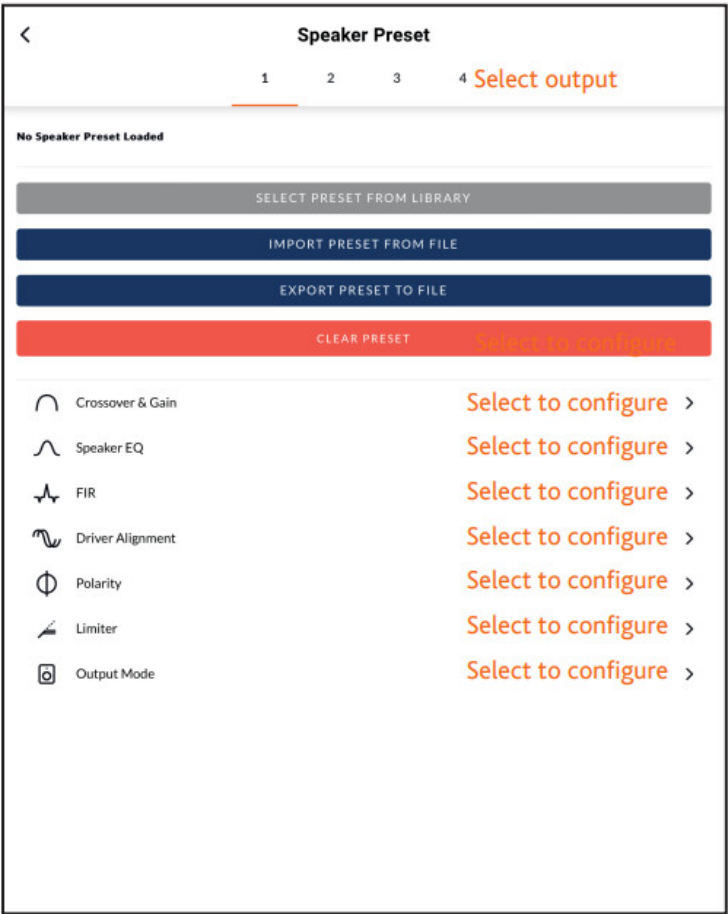 Speaker Preset
1 2 3 4 Select output
No Speaker Preset Loaded
SELECT PRESET FROM LIBRARY
IMPORT PRESET FROM FILE
EXPORT PRESET TO FILE
CLEAR PRESET Select to configure
Crossover & Gain Select to configure
Speaker EQ Select to configure
FIR Select to configure
Driver Alignment Select to configure
Polarity Select to configure
Limiter Select to configure
Output Mode Select to configure